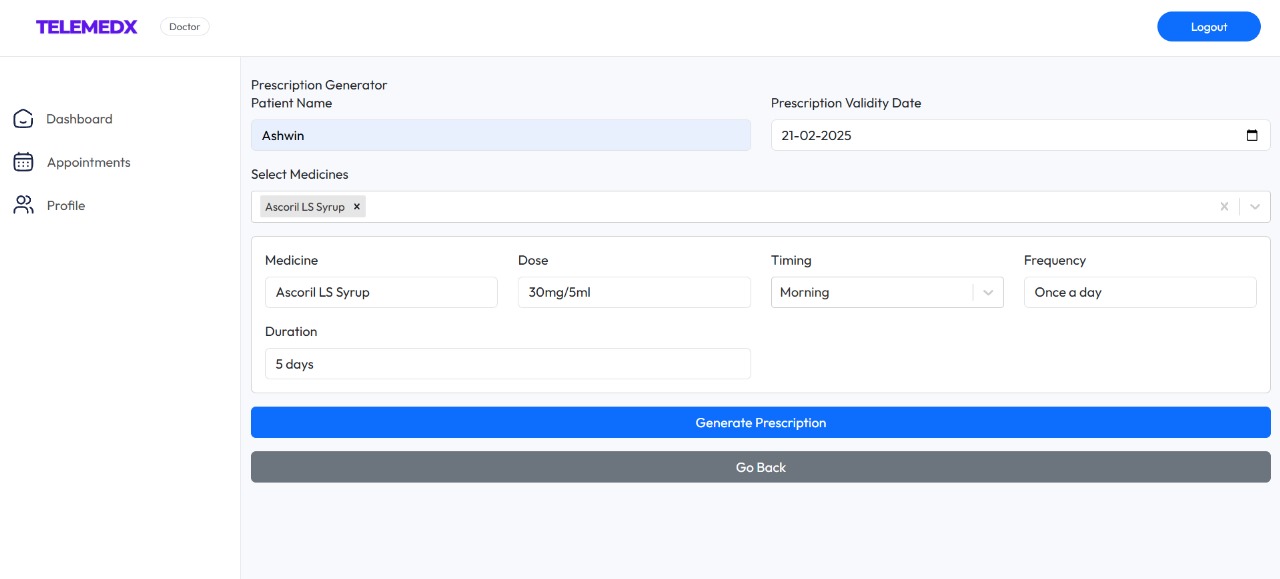 TELEMEDX Doctor Logout
Dashboard
Appointments
Profile
Prescription Generator
Patient Name Prescription Validity Date
Ashwin 21-02-2025
Select Medicines
Ascoril LS Syrup
Medicine Dose Timing Frequency
Ascoril LS Syrup 30mg/5ml Morning Once a day
Duration
5 days
Generate Prescription
Go Back